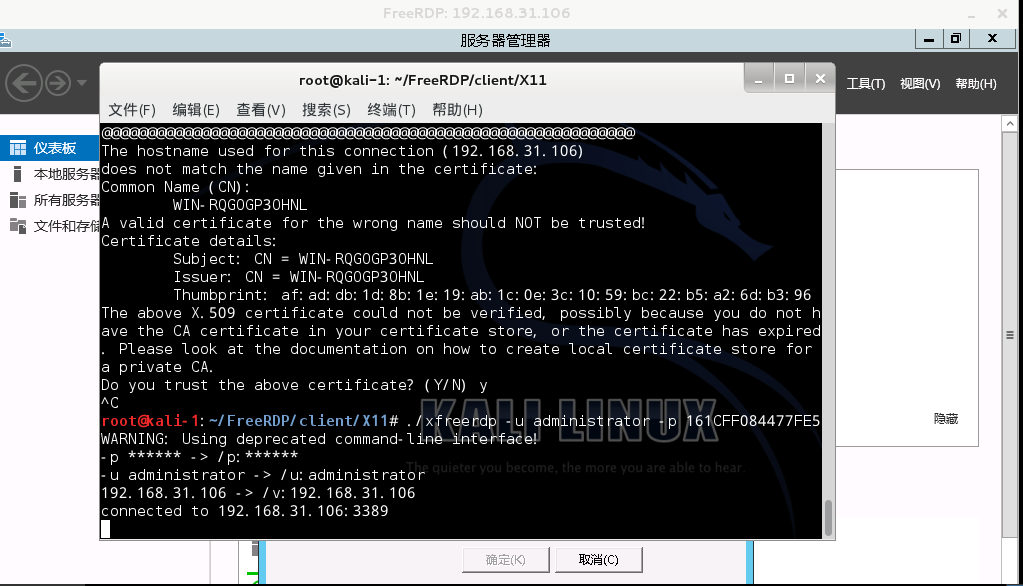 FreeRDP: 192.168.31.106
服务器管理器
root@kali-1: ~/FreeRDP/client/X11
工具(T) 视图(V) 帮助(H)
文件(F) 编辑(E) 查看(V) 搜索(S) 终端(T) 帮助(H)
仪表板
本地服务器
所有服务器
文件和存储
@@@@@@@@@@@@@@@@@@@@@@@@@@@@@@@@@@@@@@@@@@@@@@@@@@@@@@@@@@@
The hostname used for this connection (192.168.31.106)
does not match the name given in the certificate:
Common Name (CN):
WIN-RQGOGP3OHNL
A valid certificate for the wrong name should NOT be trusted!
Certificate details:
Subject: CN = WIN-RQGOGP3OHNL
Issuer: CN = WIN-RQGOGP3OHNL
Thumbprint: af:ad:db:1d:8b:1e:19:ab:1c:0e:3c:10:59:bc:22:b5:a2:6d:b3:96
The above X.509 certificate could not be verified, possibly because you do not h
ave the CA certificate in your certificate store, or the certificate has expired
. Please look at the documentation on how to create local certificate store for
a private CA.
Do you trust the above certificate? (Y/N) y
^C
root@kali-1:~/FreeRDP/client/X11# ./xfreerdp -u administrator -p 161CFF084477FE5
WARNING: Using deprecated command-line interface!
-p ****** -> /p:******
-u administrator -> /u:administrator
192.168.31.106 -> /v:192.168.31.106
connected to 192.168.31.106:3389
KALI LINUX
The quieter you become, the more you are able to hear.
隐藏
确定(K) 取消(C)